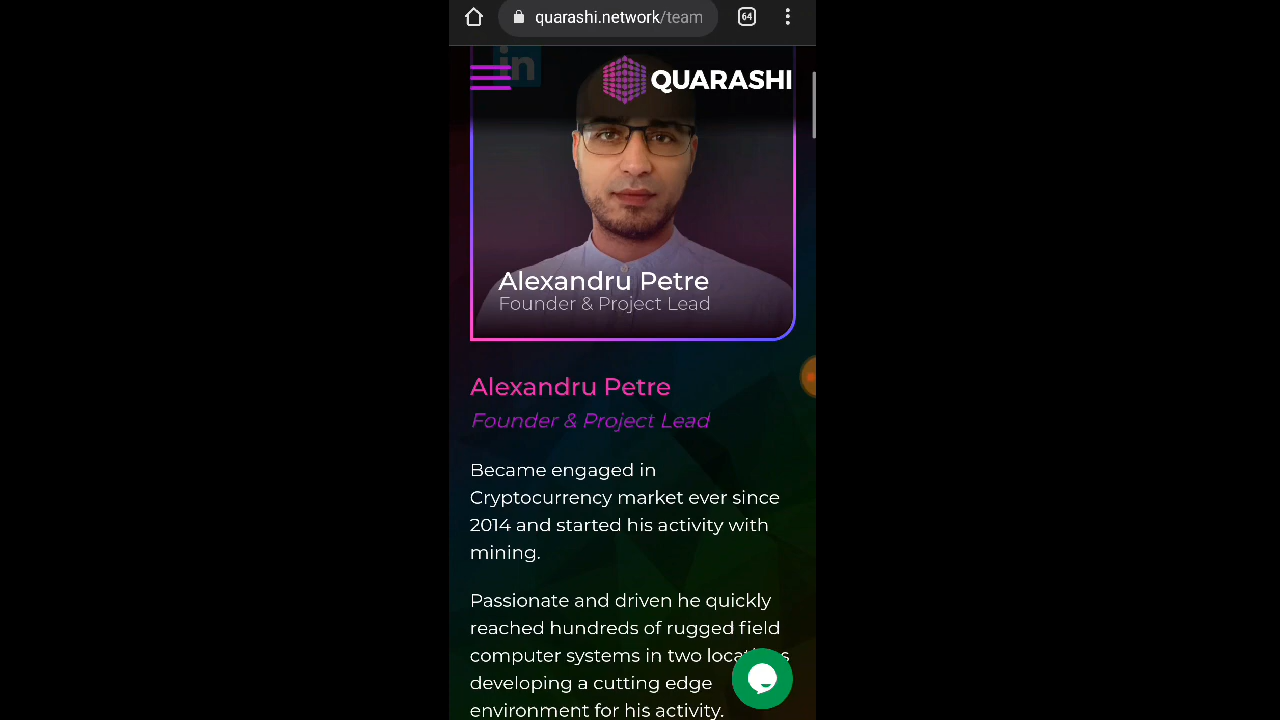 quarashi.network/team
64
in
QUARASHI
Alexandru Petre
Founder & Project Lead
Alexandru Petre
Founder & Project Lead
Became engaged in
Cryptocurrency market ever since
2014 and started his activity with
mining.
Passionate and driven he quickly
reached hundreds of rugged field
computer systems in two locations
developing a cutting edge
environment for his activity.